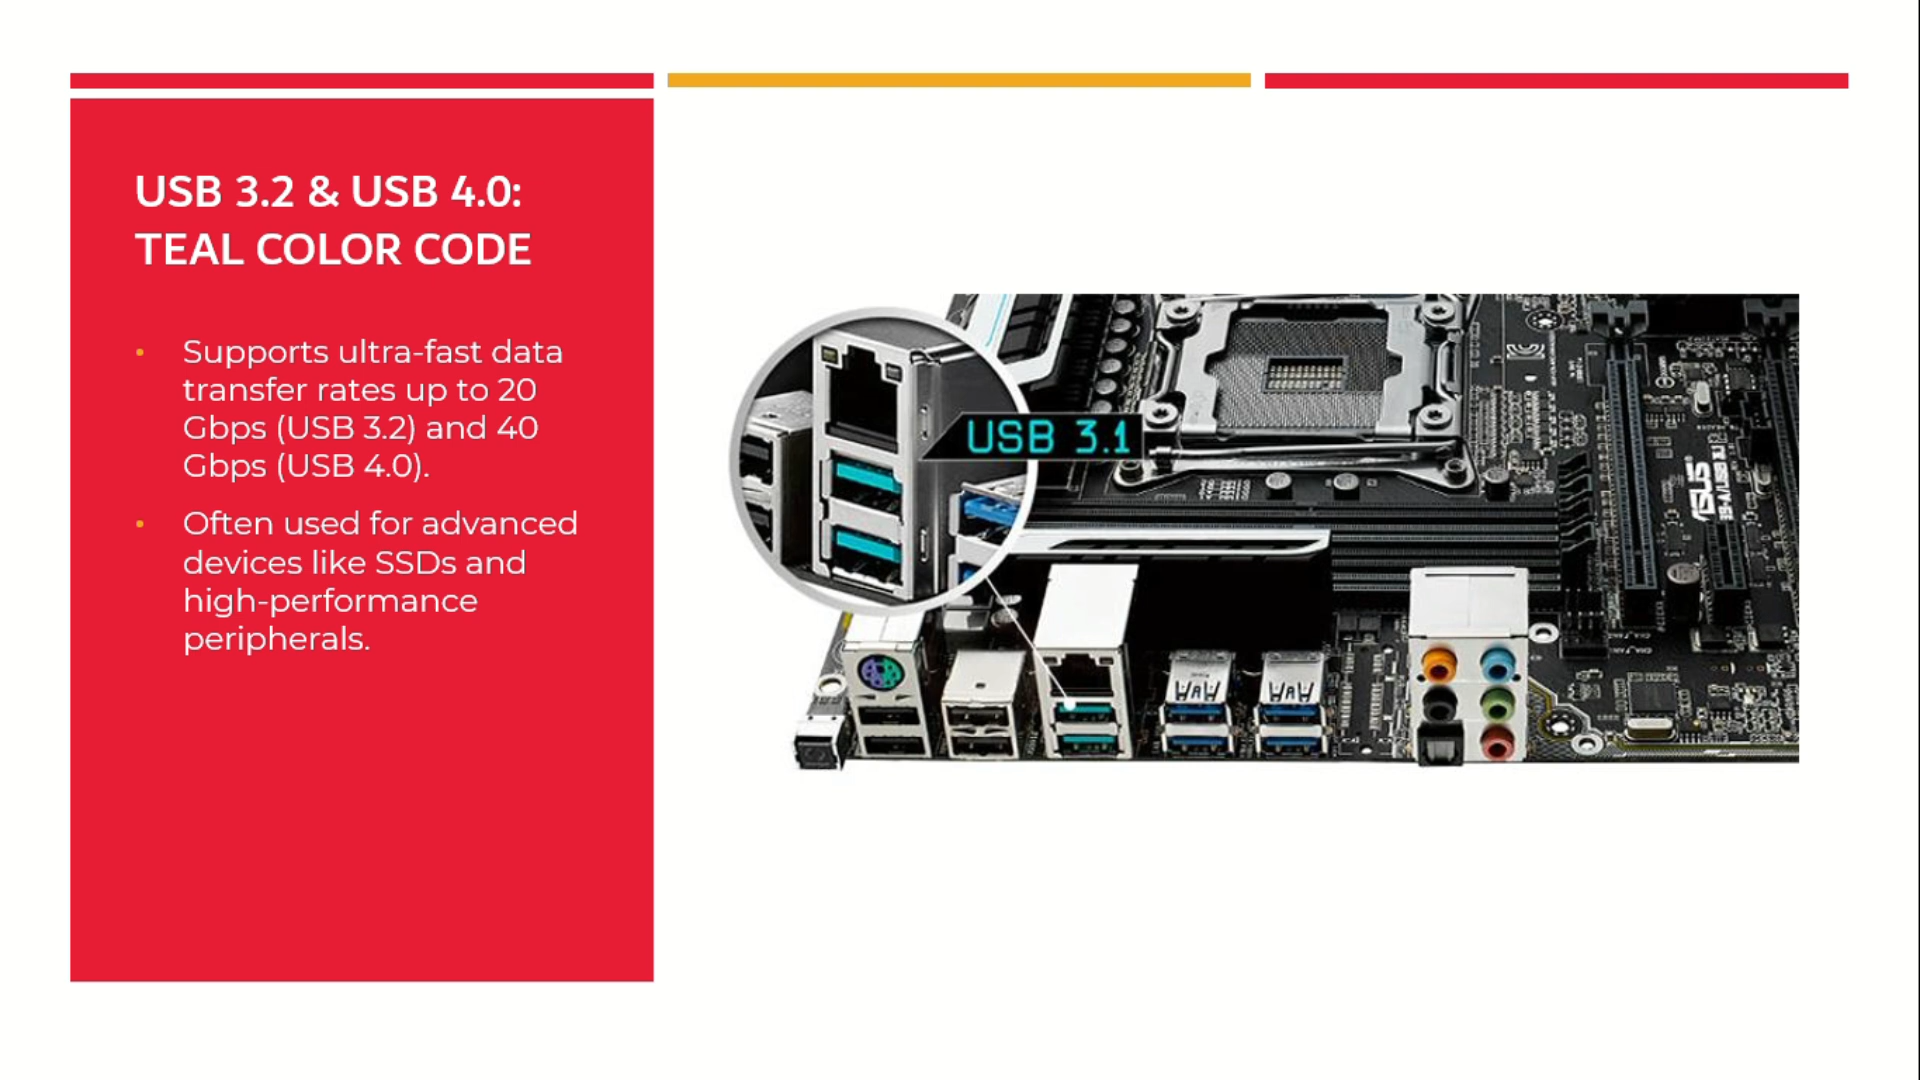 USB 3.2 & USB 4.0:
TEAL COLOR CODE
• Supports ultra-fast data
transfer rates up to 20
Gbps (USB 3.2) and 40
Gbps (USB 4.0).
• Often used for advanced
devices like SSDs and
high-performance
peripherals.
USB 3.1
ASUS